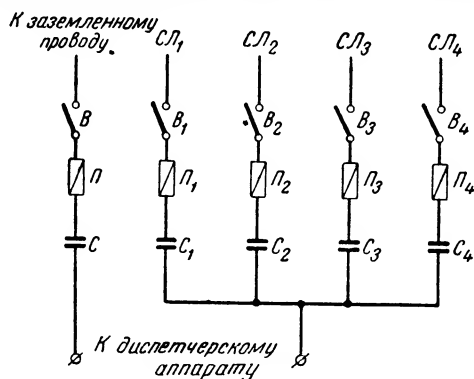 К заземленному
проводу.
СЛ₁ СЛ₂ СЛ₃ СЛ₄
В В₁ В₂ В₃ В₄
П П₁ П₂ П₃ П₄
С С₁ С₂ С₃ С₄
К диспетчерскому
аппарату